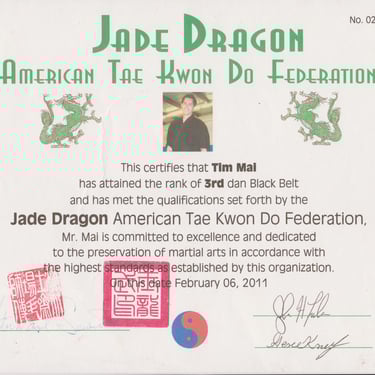 No. 02
JADE DRAGON
AMERICAN TAE KWON DO FEDERATION
This certifies that Tim Mai
has attained the rank of 3rd dan Black Belt
and has met the qualifications set forth by the
Jade Dragon American Tae Kwon Do Federation,
Mr. Mai is committed to excellence and dedicated
to the preservation of martial arts in accordance with
the highest standards as established by this organization.
On this date February 06, 2011